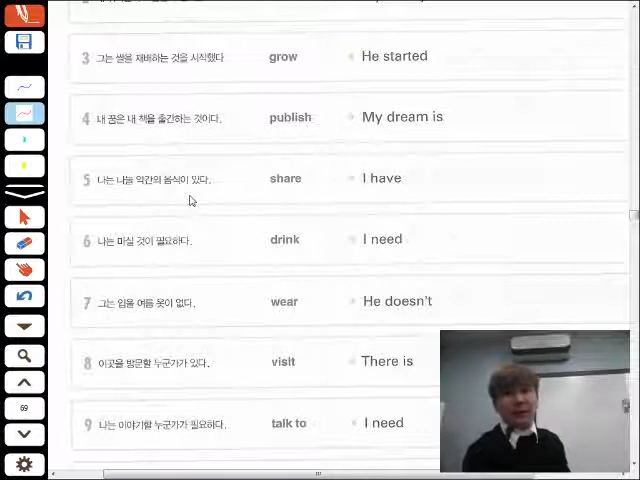 3 그는 쌀을 재배하는 것을 시작했다 grow He started
4 내 꿈은 내 책을 출간하는 것이다. publish My dream is
5 나는 나눌 약간의 음식이 있다. share I have
6 나는 마실 것이 필요하다. drink I need
7 그는 입을 여름 옷이 없다. wear He doesn't
8 이곳을 방문할 누군가가 있다. visit There is
9 나는 이야기할 누군가가 필요하다. talk to I need
69